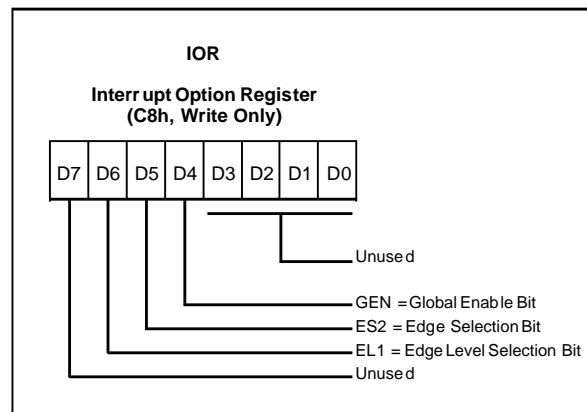 IOR
Interrupt Option Register
(C8h, Write Only)
D7 D6 D5 D4 D3 D2 D1 D0
Unused
GEN = Global Enable Bit
ES2 = Edge Selection Bit
EL1 = Edge Level Selection Bit
Unused